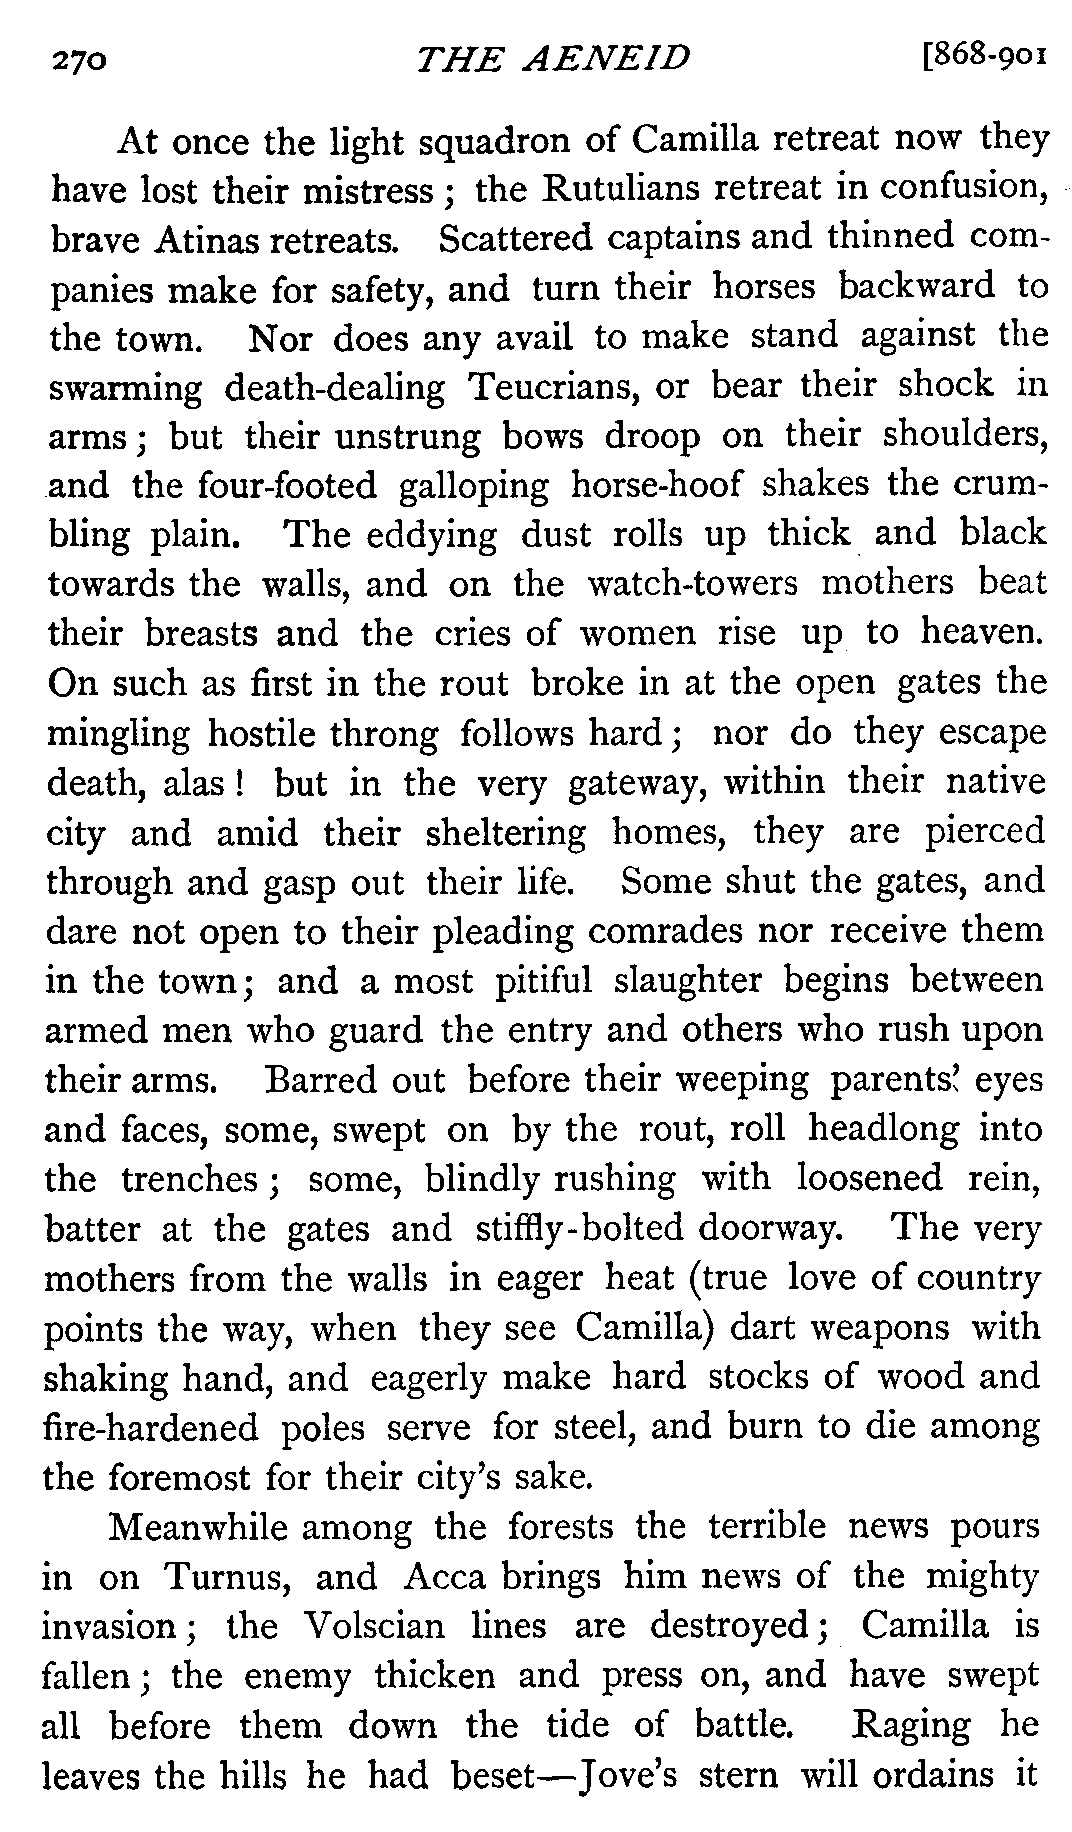 270 THE AENEID [868-901
At once the light squadron of Camilla retreat now they
have lost their mistress ; the Rutulians retreat in confusion,
brave Atinas retreats. Scattered captains and thinned com-
panies make for safety, and turn their horses backward to
the town. Nor does any avail to make stand against the
swarming death-dealing Teucrians, or bear their shock in
arms ; but their unstrung bows droop on their shoulders,
and the four-footed galloping horse-hoof shakes the crum-
bling plain. The eddying dust rolls up thick and black
towards the walls, and on the watch-towers mothers beat
their breasts and the cries of women rise up to heaven.
On such as first in the rout broke in at the open gates the
mingling hostile throng follows hard ; nor do they escape
death, alas ! but in the very gateway, within their native
city and amid their sheltering homes, they are pierced
through and gasp out their life. Some shut the gates, and
dare not open to their pleading comrades nor receive them
in the town ; and a most pitiful slaughter begins between
armed men who guard the entry and others who rush upon
their arms. Barred out before their weeping parents' eyes
and faces, some, swept on by the rout, roll headlong into
the trenches ; some, blindly rushing with loosened rein,
batter at the gates and stiffly-bolted doorway. The very
mothers from the walls in eager heat (true love of country
points the way, when they see Camilla) dart weapons with
shaking hand, and eagerly make hard stocks of wood and
fire-hardened poles serve for steel, and burn to die among
the foremost for their city's sake.
Meanwhile among the forests the terrible news pours
in on Turnus, and Acca brings him news of the mighty
invasion ; the Volscian lines are destroyed ; Camilla is
fallen ; the enemy thicken and press on, and have swept
all before them down the tide of battle. Raging he
leaves the hills he had beset—Jove's stern will ordains it